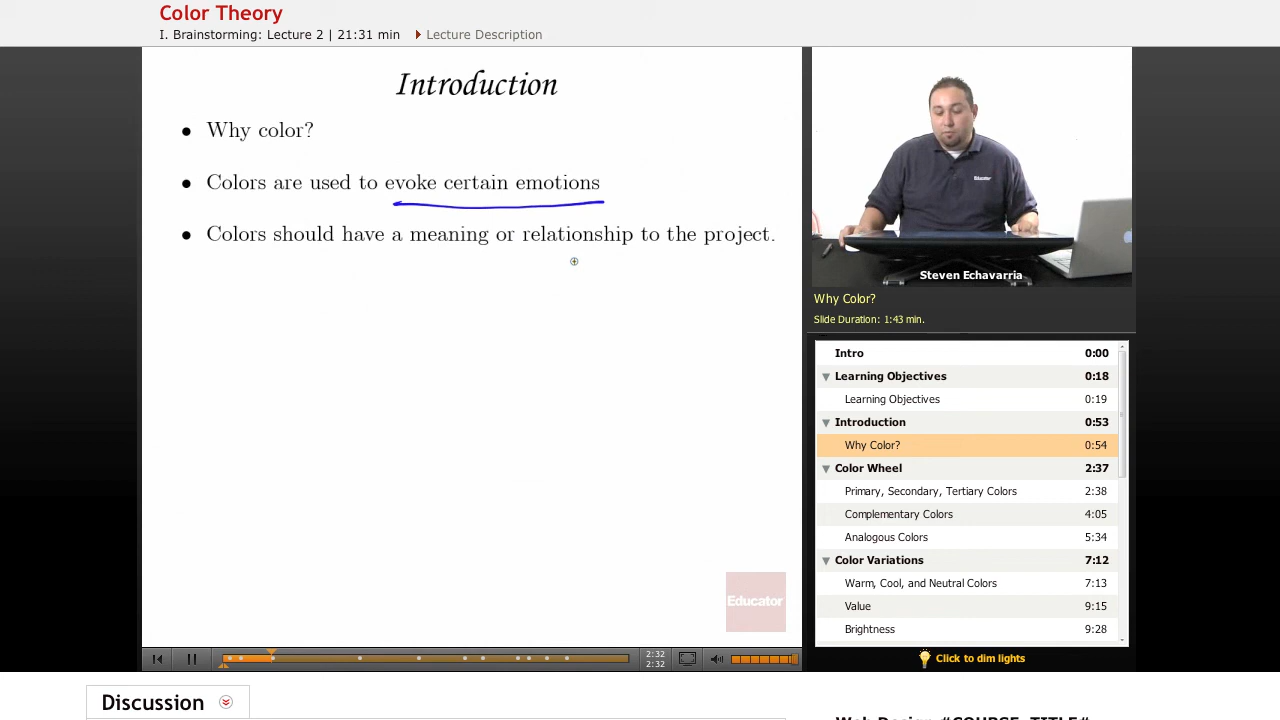 Color Theory
I. Brainstorming: Lecture 2 | 21:31 min Lecture Description
Introduction
• Why color?
• Colors are used to evoke certain emotions
• Colors should have a meaning or relationship to the project.
Educator
Educator
Steven Echavarria
Why Color?
Slide Duration: 1:43 min.
Intro 0:00
Learning Objectives 0:18
Learning Objectives 0:19
Introduction 0:53
Why Color? 0:54
Color Wheel 2:37
Primary, Secondary, Tertiary Colors 2:38
Complementary Colors 4:05
Analogous Colors 5:34
Color Variations 7:12
Warm, Cool, and Neutral Colors 7:13
Value 9:15
Brightness 9:28
2:32
2:32
Click to dim lights
Discussion
Web Design #COURSE_TITLE#